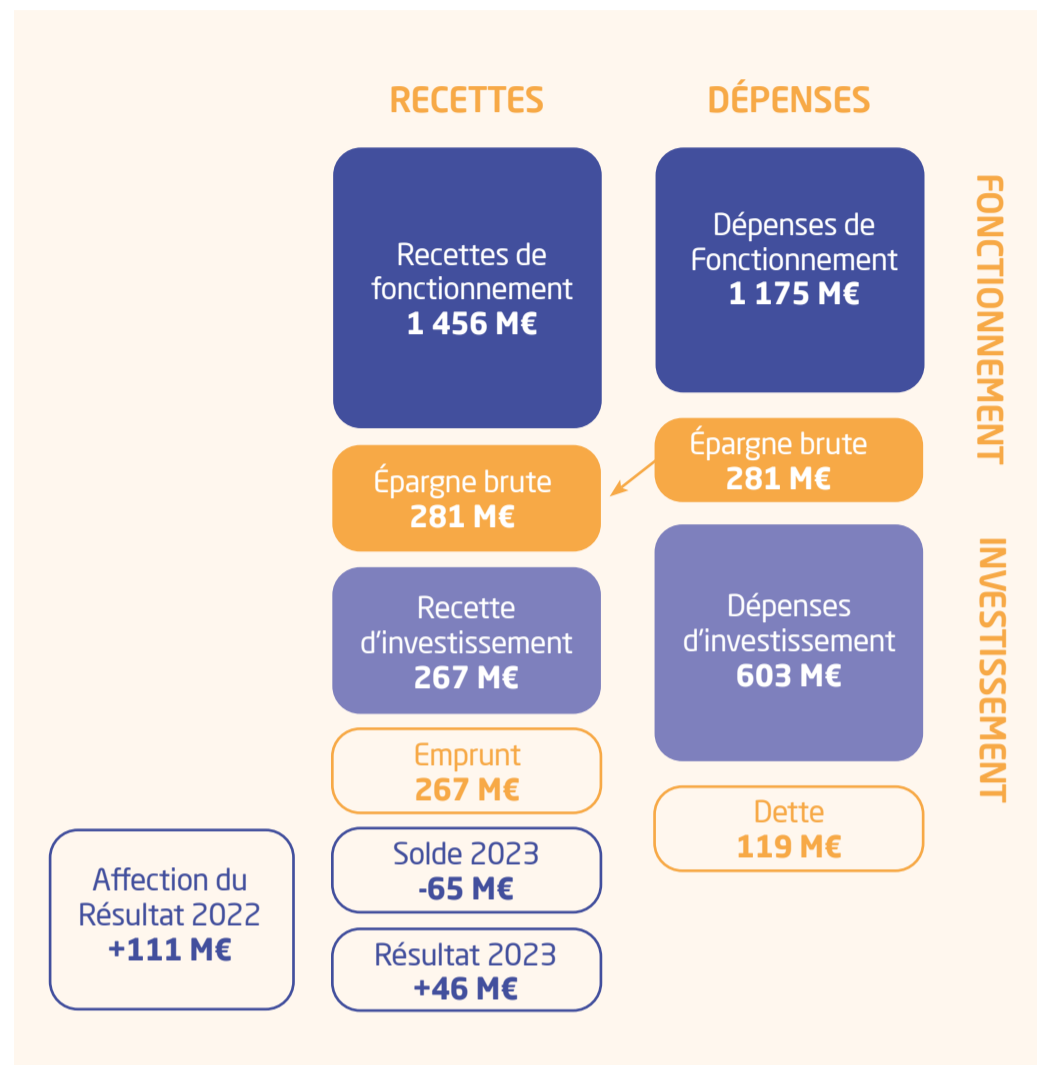 RECETTES
DÉPENSES
Recettes de
fonctionnement
1 456 M€
Dépenses de
Fonctionnement
1 175 M€
FONCTIONNEMENT
Épargne brute
281 M€
Épargne brute
281 M€
Recette
d'investissement
267 M€
Dépenses
d'investissement
603 M€
INVESTISSEMENT
Emprunt
267 M€
Dette
119 M€
Affection du
Résultat 2022
+111 M€
Solde 2023
-65 M€
Résultat 2023
+46 M€